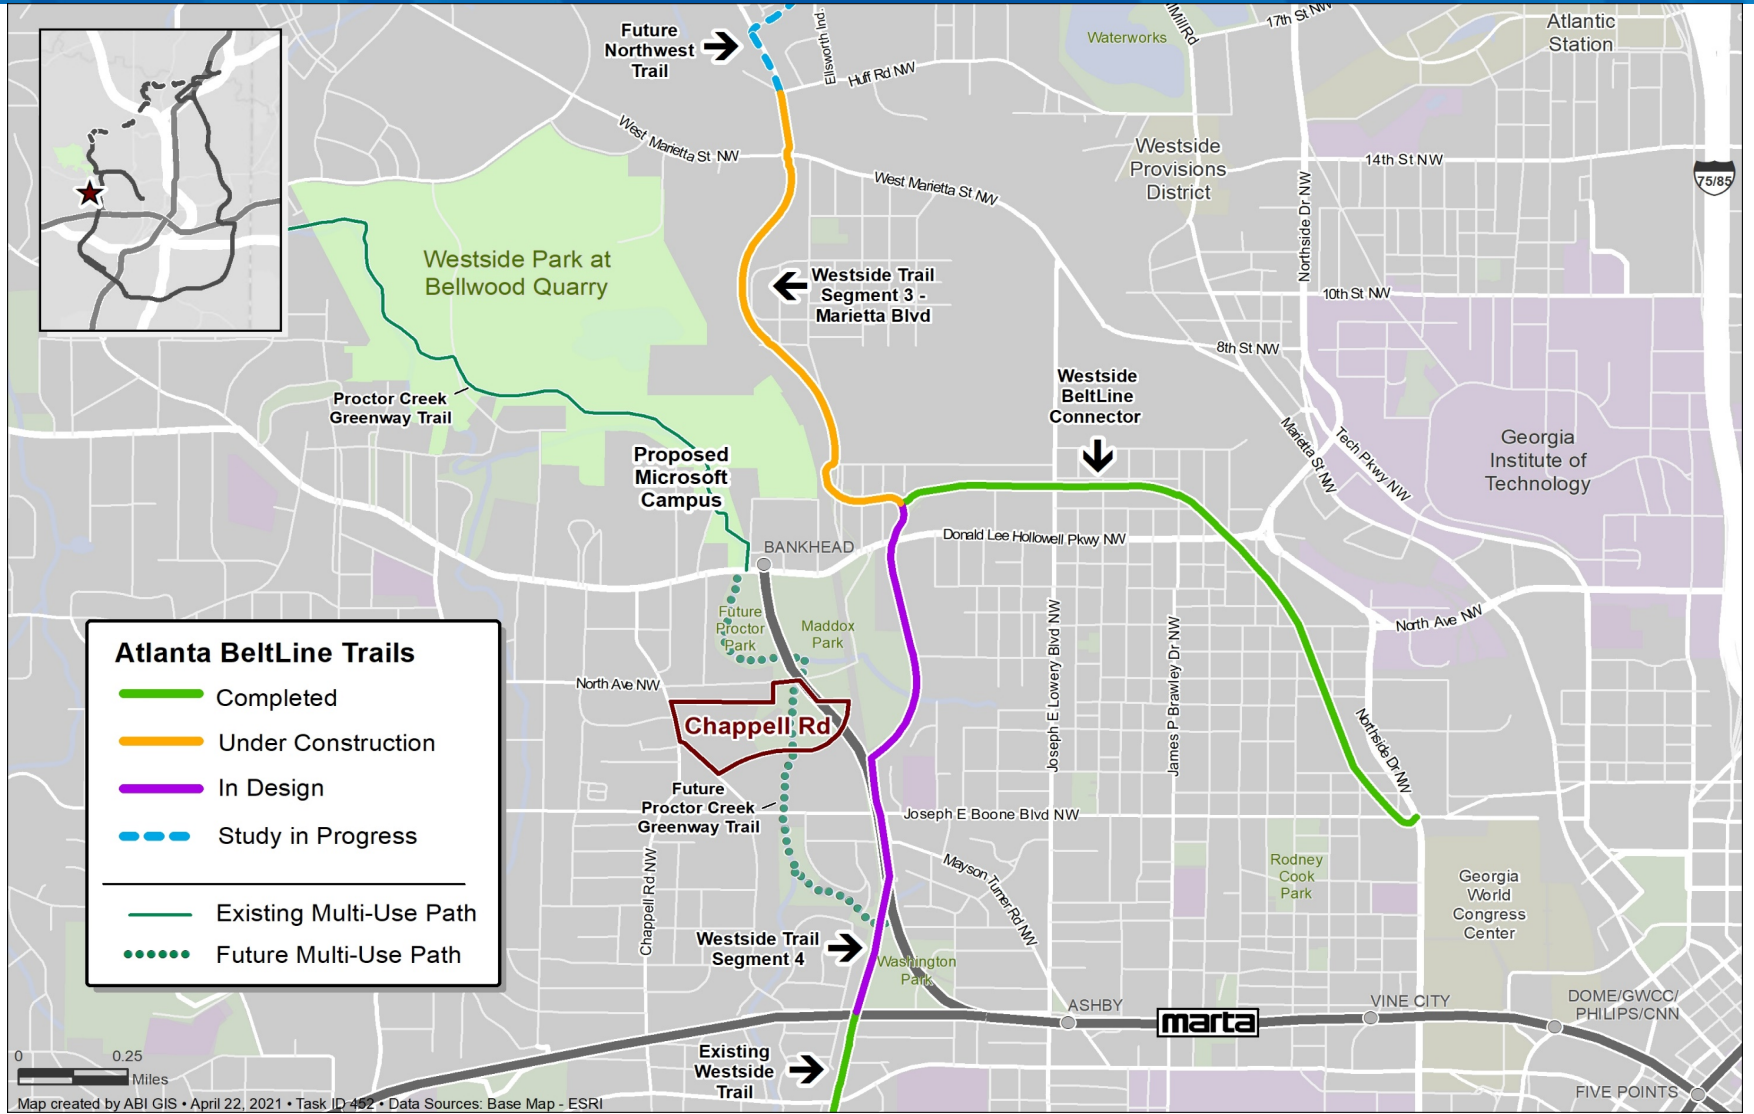 Future
Northwest
Trail
Ellsworth Ind.
Huff Rd NW
Waterworks
17th St NW
Atlantic
Station
West Marietta St NW
West Marietta St NW
Westside
Provisions
District
14th St NW
75/85
Northside Dr NW
Westside Park at
Bellwood Quarry
Westside Trail
Segment 3 -
Marietta Blvd
10th St NW
8th St NW
Proctor Creek
Greenway Trail
Westside
BeltLine
Connector
Marietta St NW
Tech Pkwy NW
Georgia
Institute of
Technology
Proposed
Microsoft
Campus
BANKHEAD
Donald Lee Hollowell Pkwy NW
Future
Proctor
Park
Maddox
Park
North Ave NW
Joseph E Lowery Blvd NW
James P Brawley Dr NW
North Ave NW
Chappell Rd
Northside Dr NW
Future
Proctor Creek
Greenway Trail
Joseph E Boone Blvd NW
Chappell Rd NW
Mayson Turner Rd NW
Rodney
Cook
Park
Georgia
World
Congress
Center
Westside Trail
Segment 4
Washington
Park
ASHBY
marta
VINE CITY
DOME/GWCC/
PHILIPS/CNN
Existing
Westside
Trail
FIVE POINTS
Atlanta BeltLine Trails
Completed
Under Construction
In Design
Study in Progress
Existing Multi-Use Path
Future Multi-Use Path
0 0.25
Miles
Map created by ABI GIS • April 22, 2021 • Task ID 452 • Data Sources: Base Map - ESRI